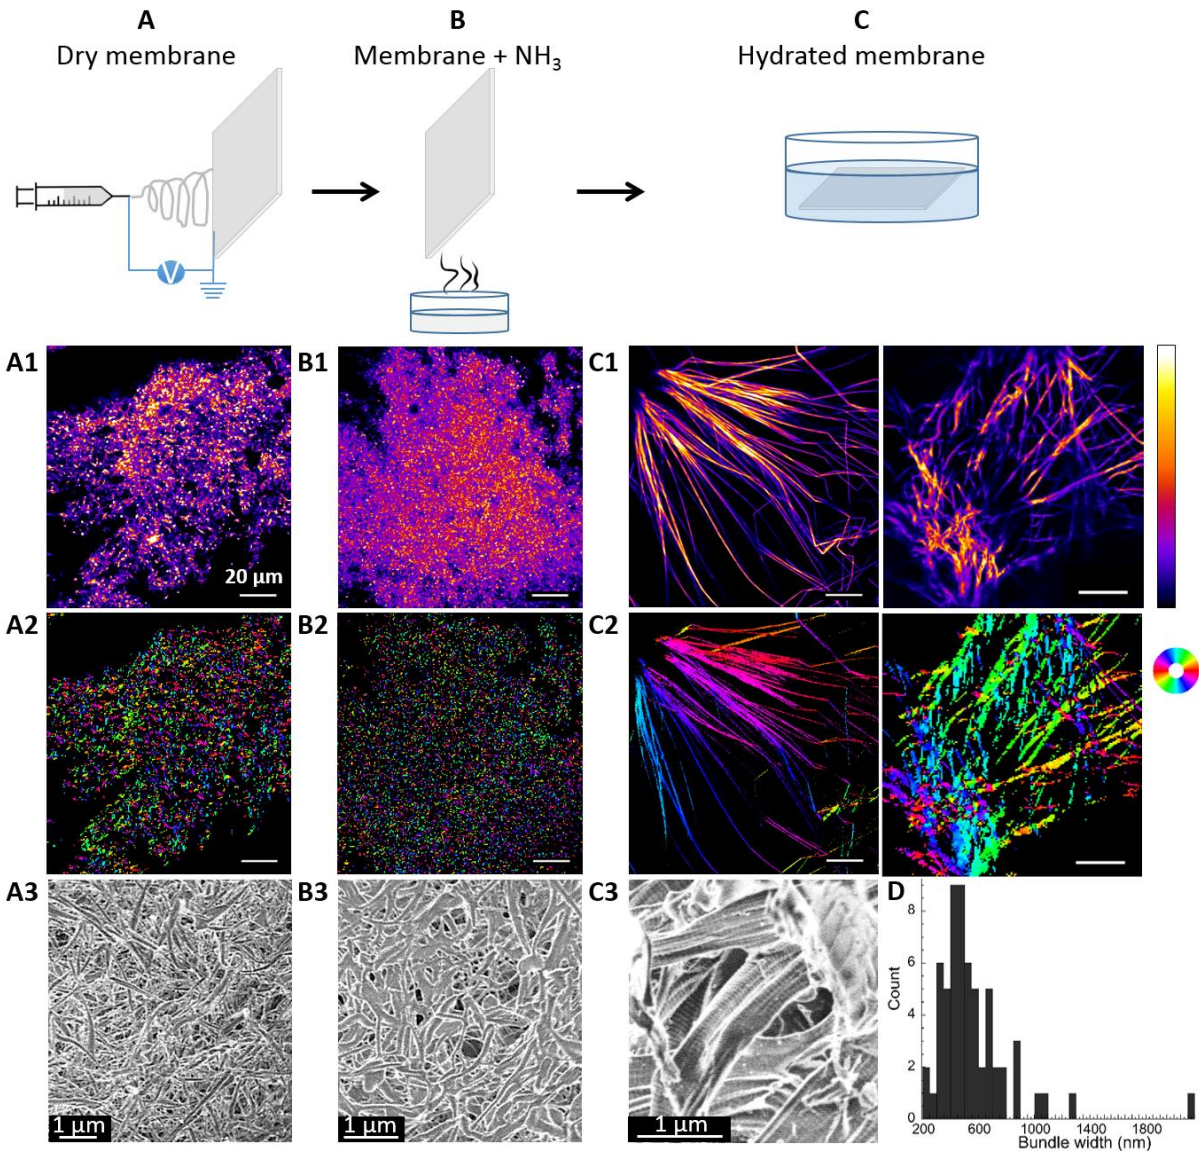 A
B
C
Dry membrane
Membrane + NH₃
Hydrated membrane
V
A1
B1
C1
20 µm
A2
B2
C2
A3
B3
C3
D
1 µm
1 µm
1 µm
Count
8
6
4
2
0
200
600
1000
1400
1800
Bundle width (nm)